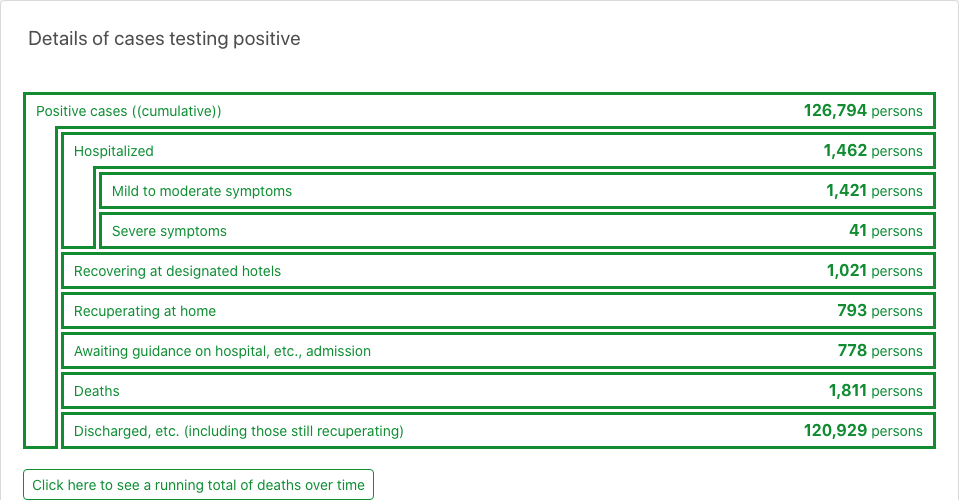 Details of cases testing positive
Positive cases ((cumulative)) 126,794 persons
Hospitalized 1,462 persons
Mild to moderate symptoms 1,421 persons
Severe symptoms 41 persons
Recovering at designated hotels 1,021 persons
Recuperating at home 793 persons
Awaiting guidance on hospital, etc., admission 778 persons
Deaths 1,811 persons
Discharged, etc. (including those still recuperating) 120,929 persons
Click here to see a running total of deaths over time